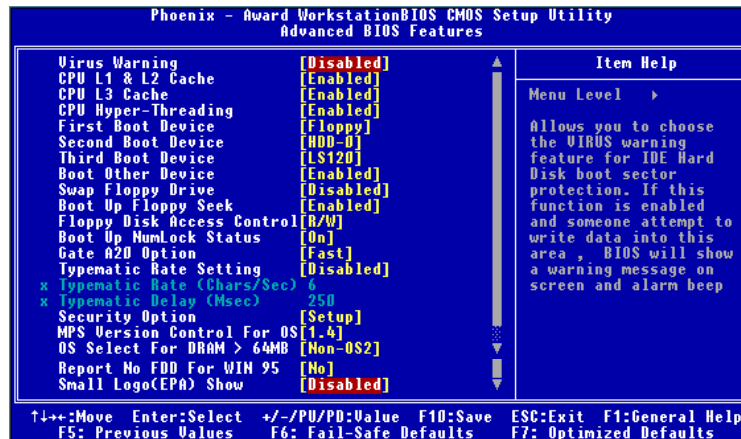 Phoenix - Award WorkstationBIOS CMOS Setup Utility
Advanced BIOS Features
Virus Warning [Disabled]
CPU L1 & L2 Cache [Enabled]
CPU L3 Cache [Enabled]
CPU Hyper-Threading [Enabled]
First Boot Device [Floppy]
Second Boot Device [HDD-0]
Third Boot Device [LS120]
Boot Other Device [Enabled]
Swap Floppy Drive [Disabled]
Boot Up Floppy Seek [Enabled]
Floppy Disk Access Control[R/W]
Boot Up NumLock Status [On]
Gate A20 Option [Fast]
Typematic Rate Setting [Disabled]
x Typematic Rate (Chars/Sec) 6
x Typematic Delay (Msec) 250
Security Option [Setup]
MPS Version Control For OS[1.4]
OS Select For DRAM > 64MB [Non-OS2]
Report No FDD For WIN 95 [No]
Small Logo(EPA) Show [Disabled]
Item Help
Menu Level ▸
Allows you to choose
the VIRUS warning
feature for IDE Hard
Disk boot sector
protection. If this
function is enabled
and someone attempt to
write data into this
area , BIOS will show
a warning message on
screen and alarm beep
↑↓→←:Move Enter:Select +/-/PU/PD:Value F10:Save ESC:Exit F1:General Help
F5: Previous Values F6: Fail-Safe Defaults F7: Optimized Defaults